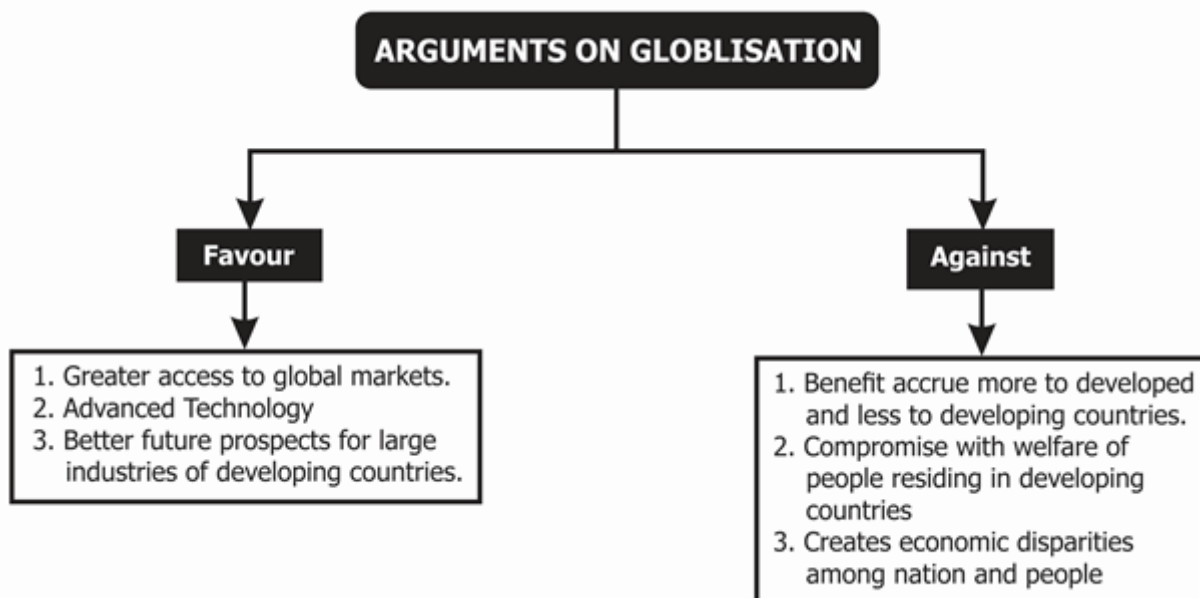 ARGUMENTS ON GLOBLISATION
Favour
1. Greater access to global markets.
2. Advanced Technology
3. Better future prospects for large
industries of developing countries.
Against
1. Benefit accrue more to developed
and less to developing countries.
2. Compromise with welfare of
people residing in developing
countries
3. Creates economic disparities
among nation and people